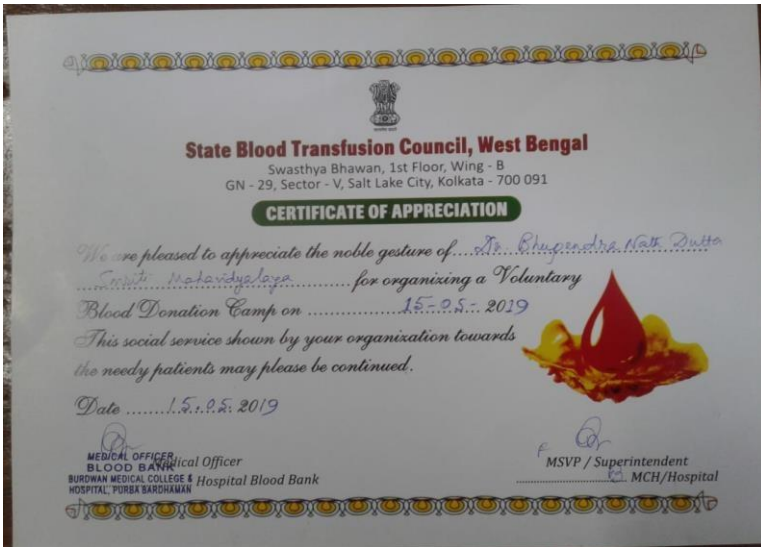 State Blood Transfusion Council, West Bengal
Swasthya Bhawan, 1st Floor, Wing - B
GN - 29, Sector - V, Salt Lake City, Kolkata - 700 091
CERTIFICATE OF APPRECIATION
We are pleased to appreciate the noble gesture of.... Dr. Bhupendra Nath Dutta
Smriti Mahavidyalaya ............ for organizing a Voluntary
Blood Donation Camp on .................... 15-05- 2019
This social service shown by your organization towards
the needy patients may please be continued.
Date ........ 15.05. 2019
MEDICAL OFFICER Medical Officer
BLOOD BANK
BURDWAN MEDICAL COLLEGE & Hospital Blood Bank
HOSPITAL, PURBA BARDHAMAN
MSVP / Superintendent
MCH/Hospital